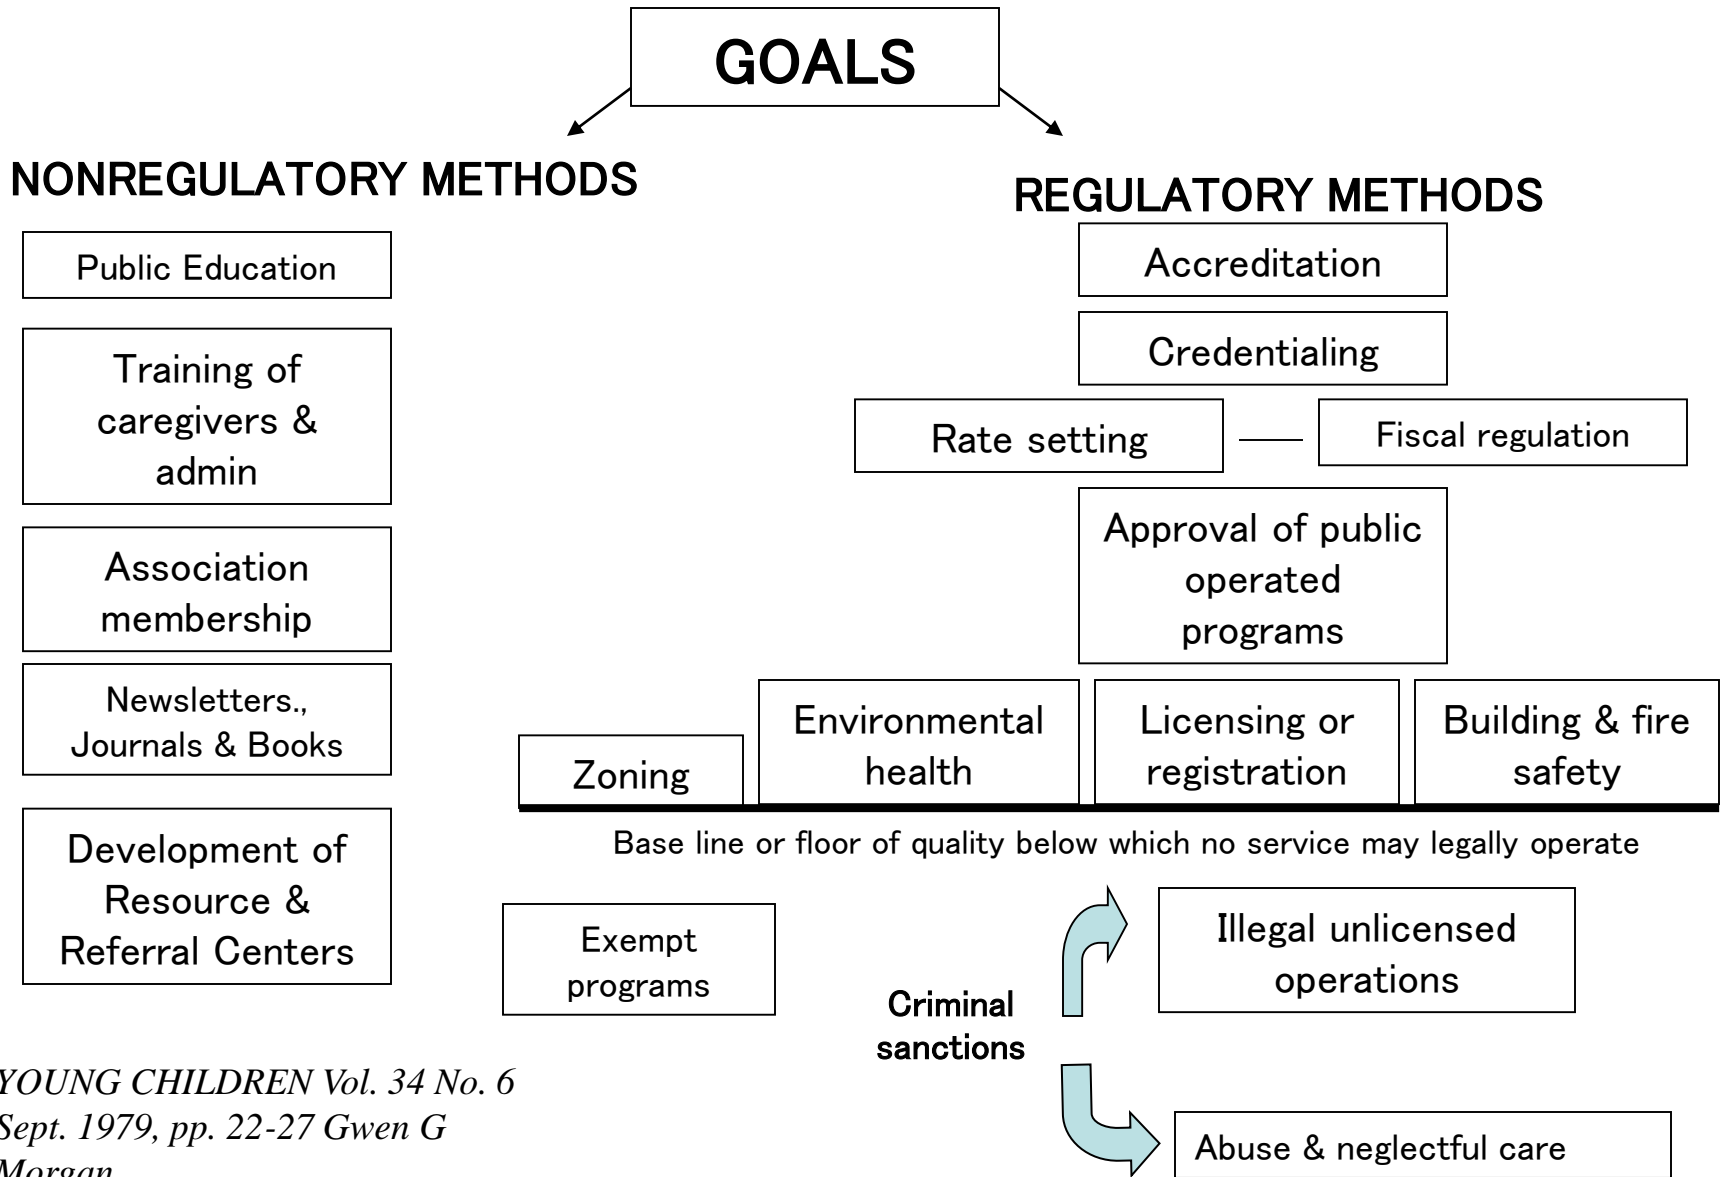 GOALS
NONREGULATORY METHODS
Public Education
Training of
caregivers &
admin
Association
membership
Newsletters.,
Journals & Books
Development of
Resource &
Referral Centers
REGULATORY METHODS
Accreditation
Credentialing
Rate setting
Fiscal regulation
Approval of public
operated
programs
Zoning
Environmental
health
Licensing or
registration
Building & fire
safety
Base line or floor of quality below which no service may legally operate
Exempt
programs
Criminal
sanctions
Illegal unlicensed
operations
Abuse & neglectful care
YOUNG CHILDREN Vol. 34 No. 6
Sept. 1979, pp. 22-27 Gwen G
Morgan